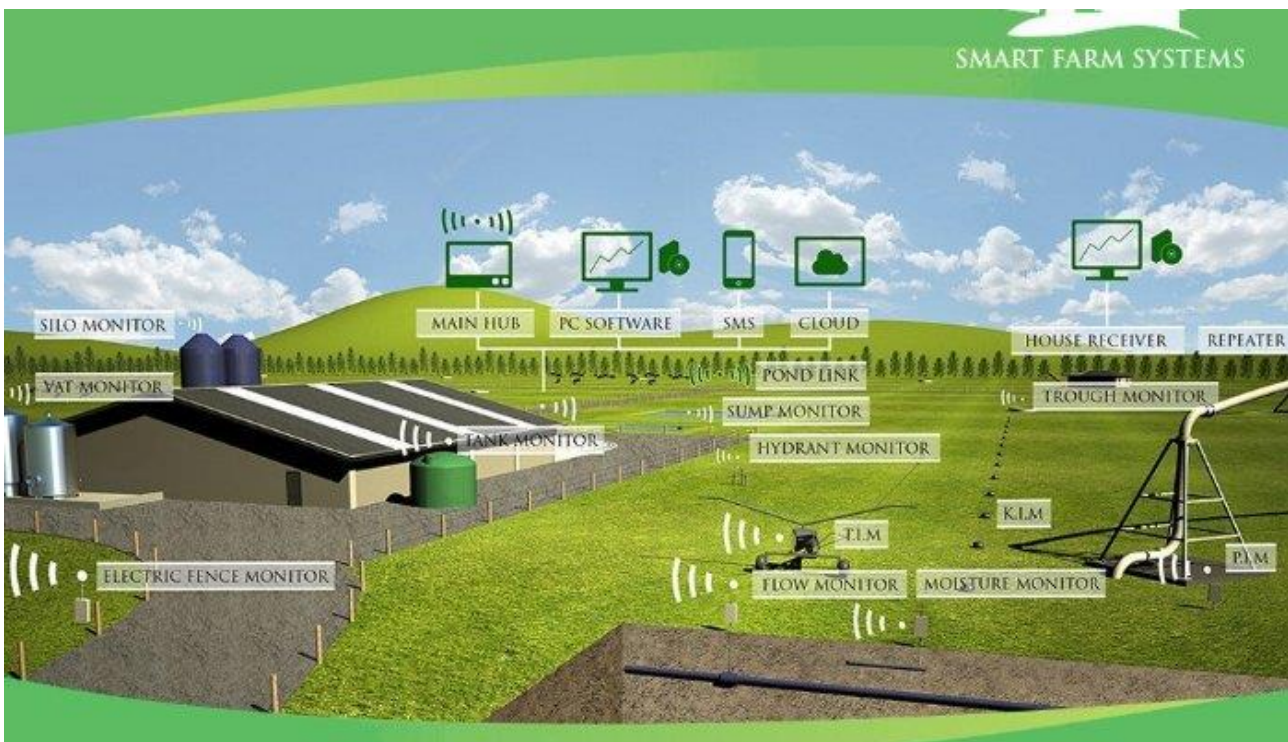 SMART FARM SYSTEMS
MAIN HUB
PC SOFTWARE
SMS
CLOUD
SILO MONITOR
HOUSE RECEIVER
REPEATER
VAT MONITOR
POND LINK
TROUGH MONITOR
SUMP MONITOR
TANK MONITOR
HYDRANT MONITOR
K.I.M
T.I.M
P.I.M
ELECTRIC FENCE MONITOR
FLOW MONITOR
MOISTURE MONITOR